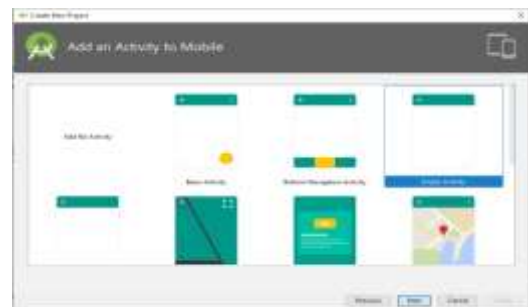 Create New Project
Add an Activity to Mobile
Add No Activity
Basic Activity
Bottom Navigation Activity
Empty Activity
Previous
Next
Cancel